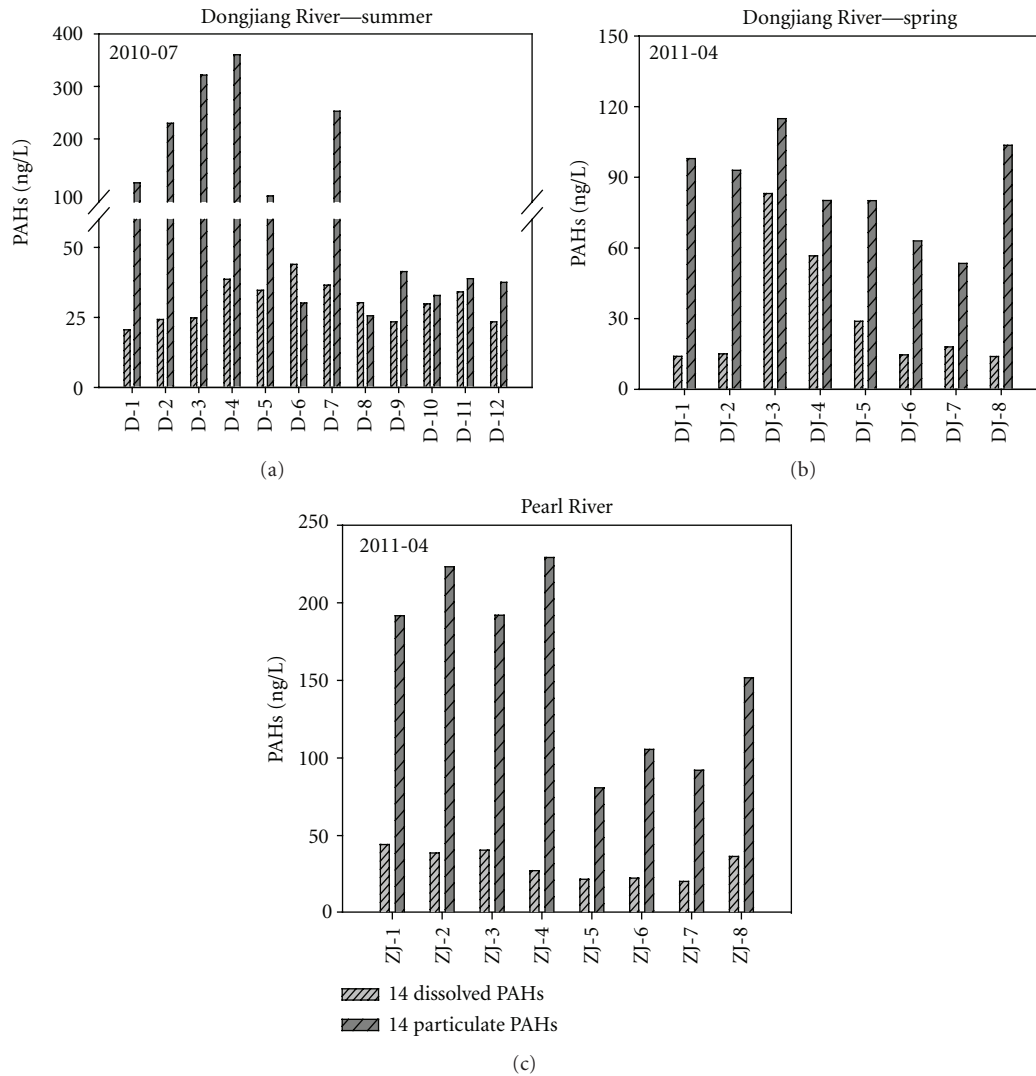 Dongjiang River—summer
2010-07
PAHs (ng/L)
400
300
200
100
50
25
0
D-1
D-2
D-3
D-4
D-5
D-6
D-7
D-8
D-9
D-10
D-11
D-12
(a)
Dongjiang River—spring
2011-04
PAHs (ng/L)
150
120
90
60
30
0
DJ-1
DJ-2
DJ-3
DJ-4
DJ-5
DJ-6
DJ-7
DJ-8
(b)
Pearl River
2011-04
PAHs (ng/L)
250
200
150
100
50
0
ZJ-1
ZJ-2
ZJ-3
ZJ-4
ZJ-5
ZJ-6
ZJ-7
ZJ-8
14 dissolved PAHs
14 particulate PAHs
(c)